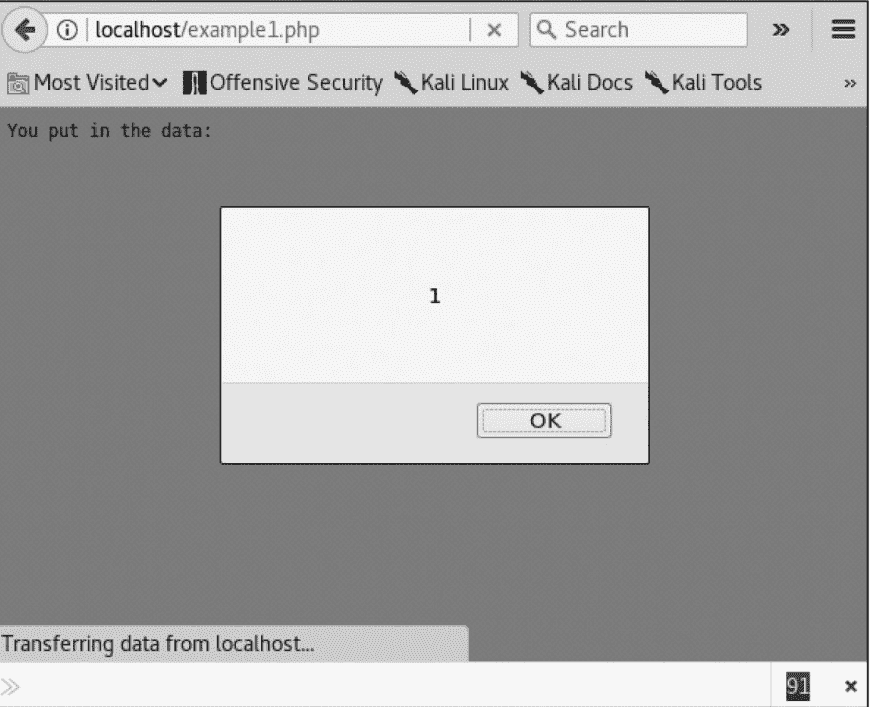 localhost/example1.php
Search
Most Visited
Offensive Security
Kali Linux
Kali Docs
Kali Tools
You put in the data:
1
OK
Transferring data from localhost...
91